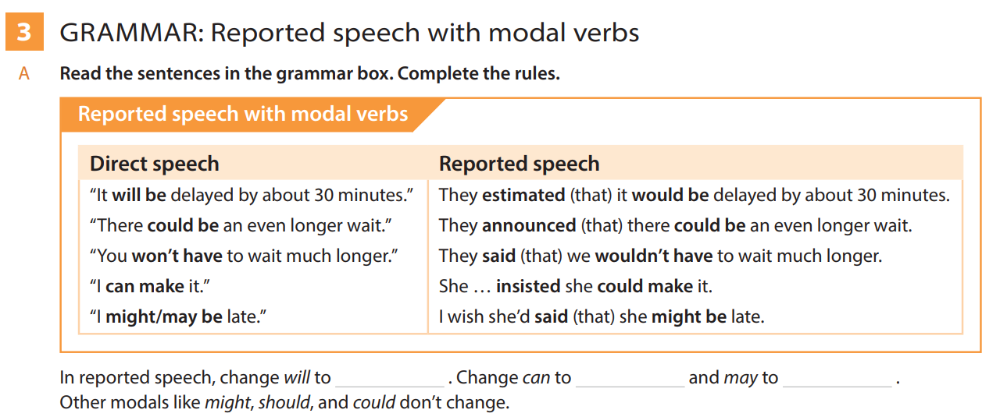 3 GRAMMAR: Reported speech with modal verbs
A Read the sentences in the grammar box. Complete the rules.
Reported speech with modal verbs
Direct speech Reported speech
“It will be delayed by about 30 minutes.” They estimated (that) it would be delayed by about 30 minutes.
“There could be an even longer wait.” They announced (that) there could be an even longer wait.
“You won’t have to wait much longer.” They said (that) we wouldn’t have to wait much longer.
“I can make it.” She … insisted she could make it.
“I might/may be late.” I wish she’d said (that) she might be late.
In reported speech, change will to ____________ . Change can to ____________ and may to ____________ .
Other modals like might, should, and could don’t change.